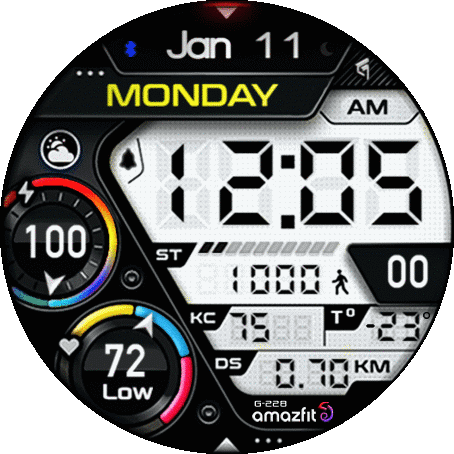 Jan 11
MONDAY
AM
12:05
100
ST
1000
00
KC 75 T° -23°
72
Low
DS 0.70 KM
G-22B
amazfit